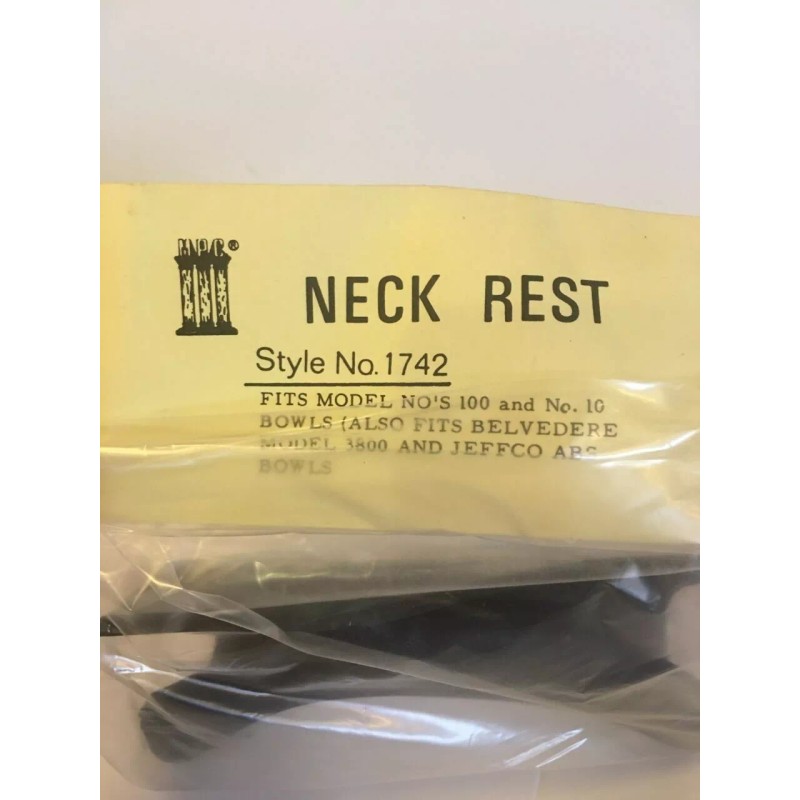 ®
NECK REST
Style No. 1742
FITS MODEL NO'S 100 and No. 10
BOWLS (ALSO FITS BELVEDERE
MODEL 3800 AND JEFFCO ABS
BOWLS